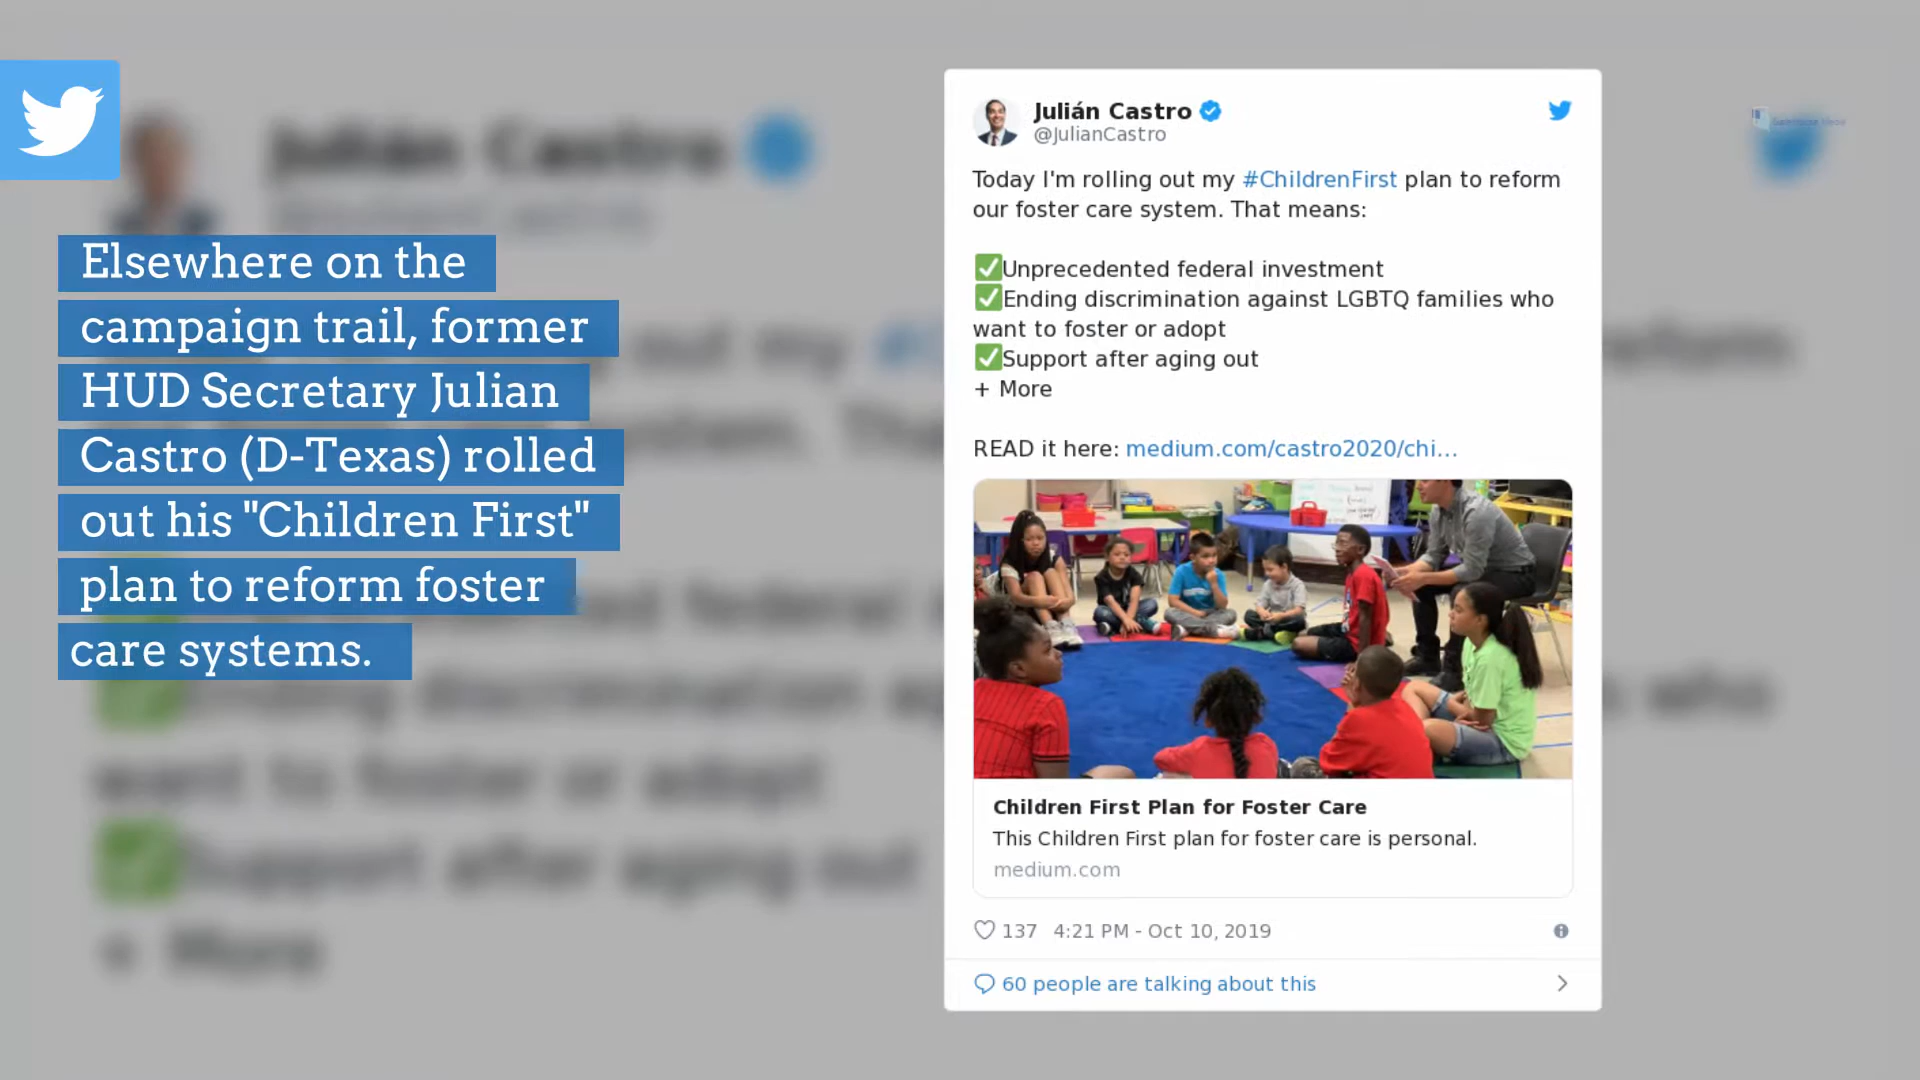 Elsewhere on the
campaign trail, former
HUD Secretary Julian
Castro (D-Texas) rolled
out his "Children First"
plan to reform foster
care systems.
Julián Castro
@JulianCastro
Today I'm rolling out my #ChildrenFirst plan to reform
our foster care system. That means:
✅Unprecedented federal investment
✅Ending discrimination against LGBTQ families who
want to foster or adopt
✅Support after aging out
+ More
READ it here: medium.com/castro2020/chi...
Children First Plan for Foster Care
This Children First plan for foster care is personal.
medium.com
137 4:21 PM - Oct 10, 2019
60 people are talking about this